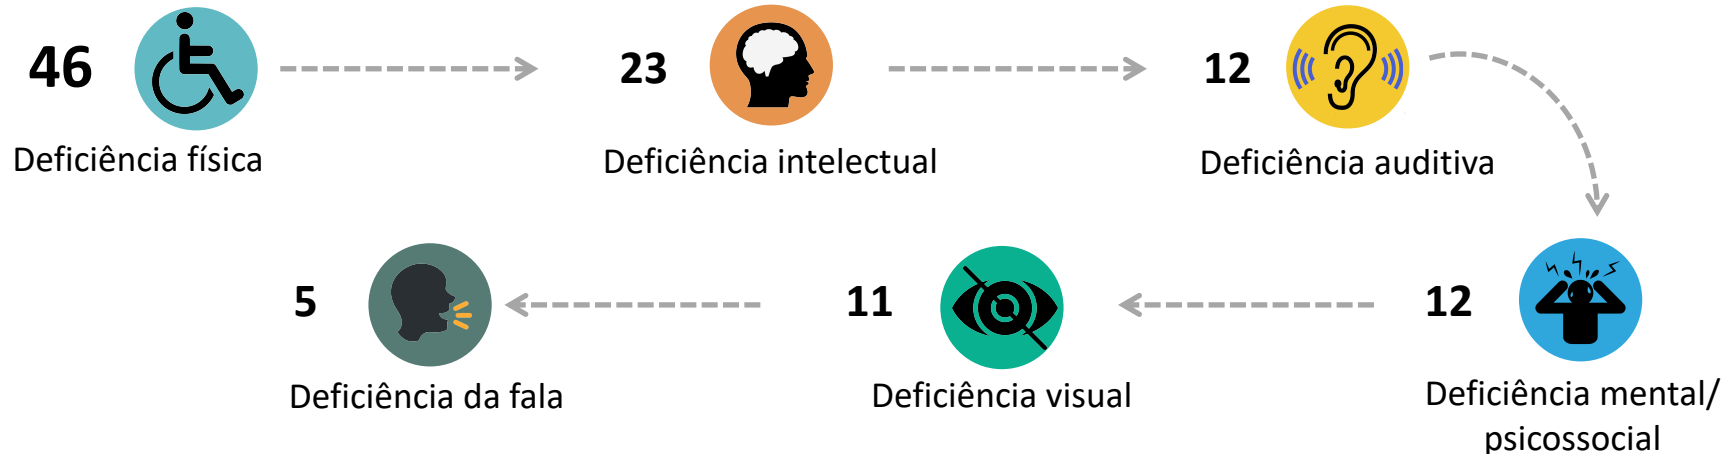 46
Deficiência física
23
Deficiência intelectual
12
Deficiência auditiva
12
Deficiência mental/
psicossocial
11
Deficiência visual
5
Deficiência da fala